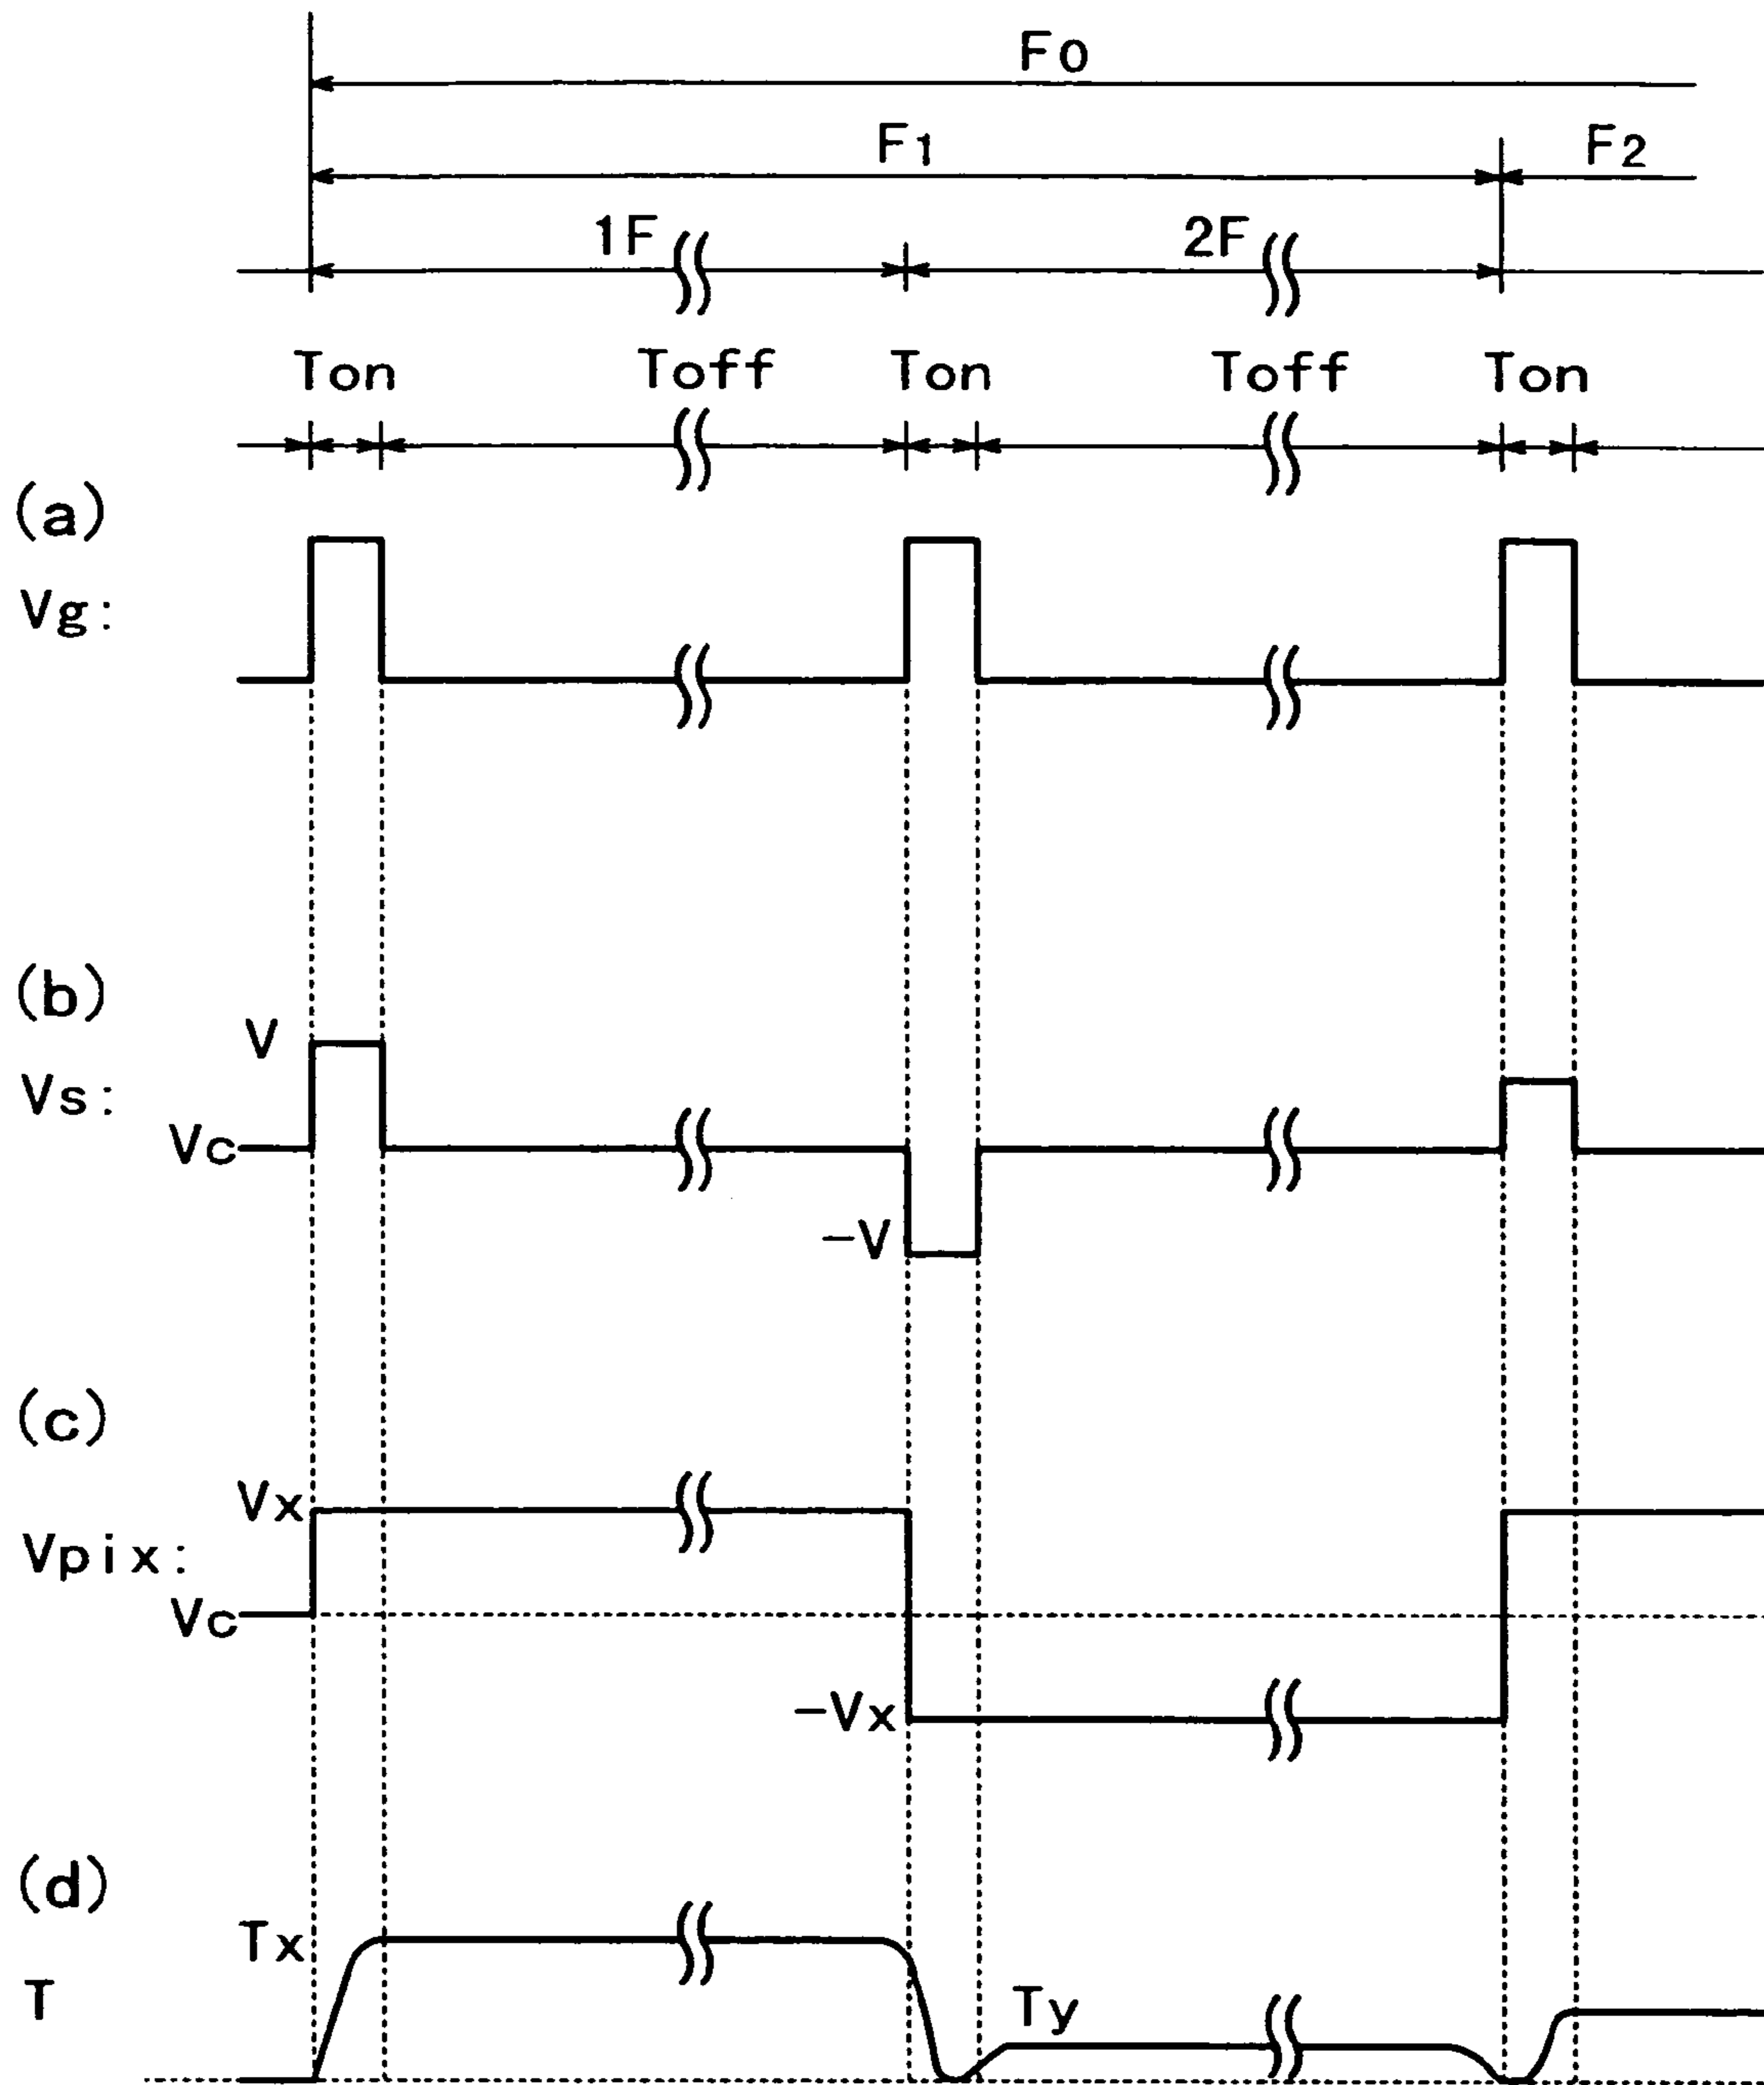 F0
F1 F2
1F 2F
Ton Toff Ton Toff Ton
(a)
Vg:
(b)
V
Vs:
Vc
-V
(c)
Vx
Vpix:
Vc
-Vx
(d)
Tx
T
Ty